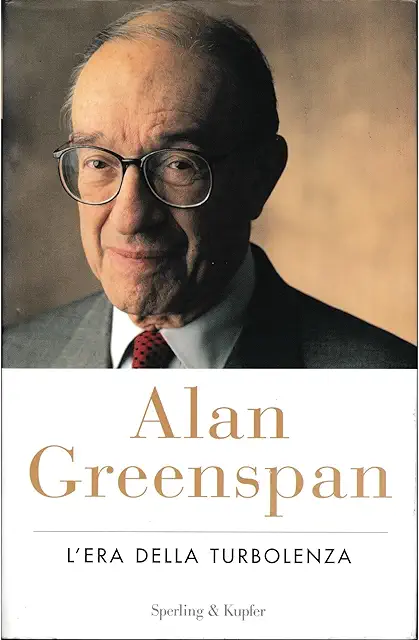 Alan
Greenspan
L'ERA DELLA TURBOLENZA
Sperling & Kupfer